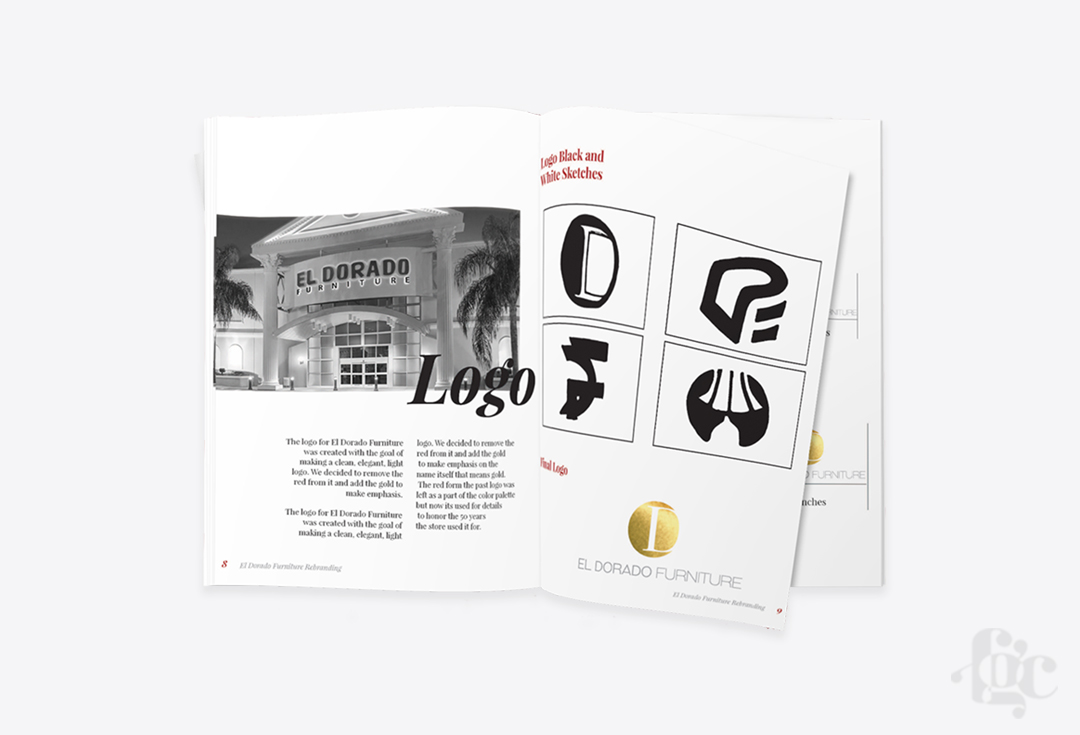 EL DORADO
FURNITURE
Logo
The logo for El Dorado Furniture
was created with the goal of
making a clean, elegant, light
logo. We decided to remove the
red from it and add the gold to
make emphasis.
The logo for El Dorado Furniture
was created with the goal of
making a clean, elegant, light
logo. We decided to remove the
red from it and add the gold
to make emphasis on the
name itself that means gold.
The red form the past logo was
left as a part of the color palette
but now its used for details
to honor the 50 years
the store used it for.
8 El Dorado Furniture Rebranding
Logo Black and
White Sketches
D
Final Logo
D
EL DORADO FURNITURE
El Dorado Furniture Rebranding 9
FURNITURE
nches
fgc